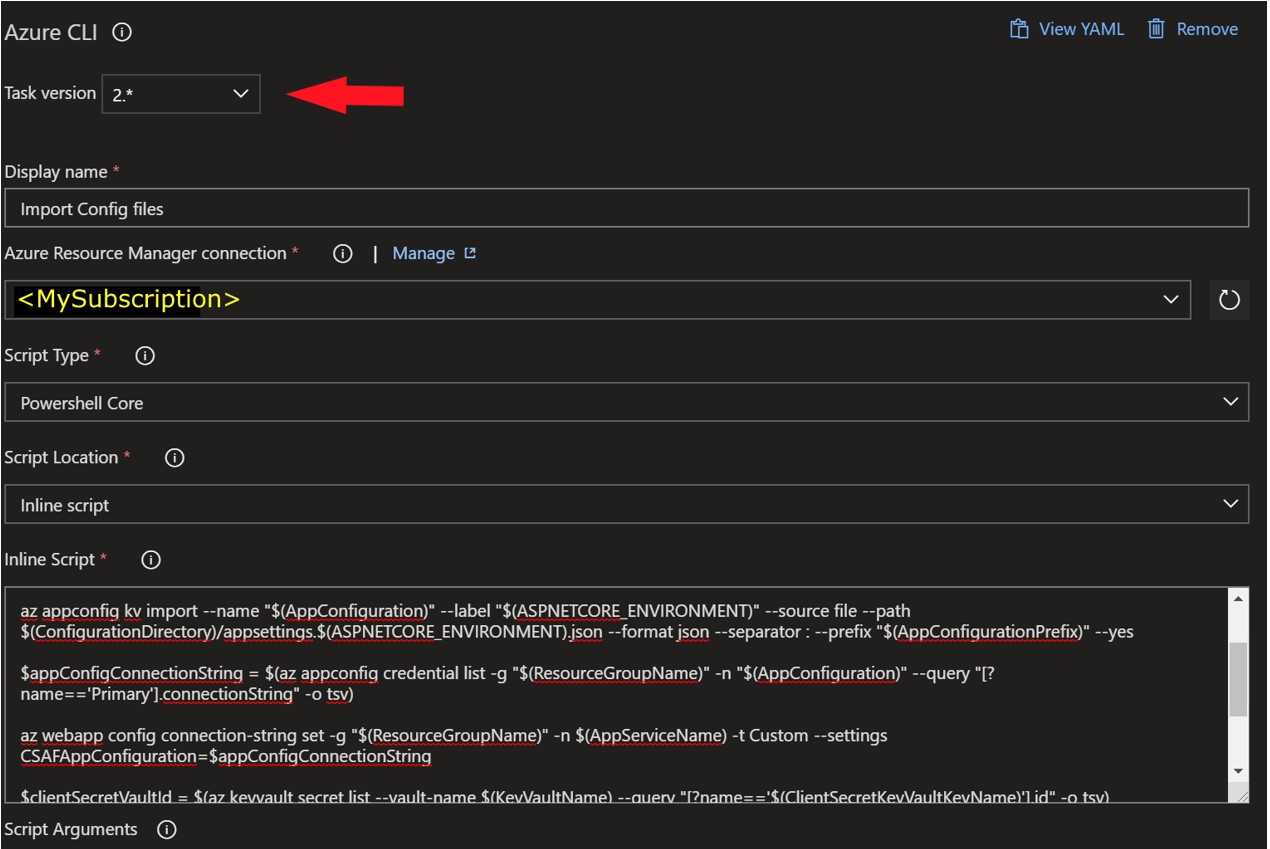 Azure CLI
View YAML
Remove
Task version
2.*
Display name *
Import Config files
Azure Resource Manager connection *
|
Manage
<MySubscription>
Script Type *
Powershell Core
Script Location *
Inline script
Inline Script *
az appconfig kv import --name "$(AppConfiguration)" --label "$(ASPNETCORE_ENVIRONMENT)" --source file --path
$(ConfigurationDirectory)/appsettings.$(ASPNETCORE_ENVIRONMENT).json --format json --separator : --prefix "$(AppConfigurationPrefix)" --yes
$appConfigConnectionString = $(az appconfig credential list -g "$(ResourceGroupName)" -n "$(AppConfiguration)" --query "[?
name=='Primary'].connectionString" -o tsv)
az webapp config connection-string set -g "$(ResourceGroupName)" -n $(AppServiceName) -t Custom --settings
CSAFAppConfiguration=$appConfigConnectionString
$clientSecretVaultId = $(az keyvault secret list --vault-name $(KeyVaultName) --query "[?name=='$(ClientSecretKeyVaultKeyName)'].id" -o tsv)
Script Arguments